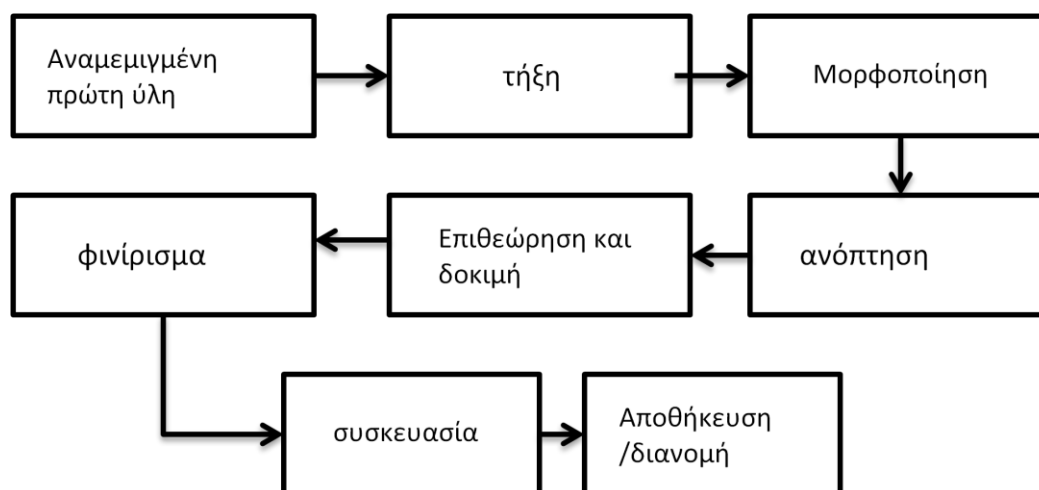 Αναμεμιγμένη
πρώτη ύλη
τήξη
Μορφοποίηση
ανόπτηση
Επιθεώρηση και
δοκιμή
φινίρισμα
συσκευασία
Αποθήκευση
/διανομή